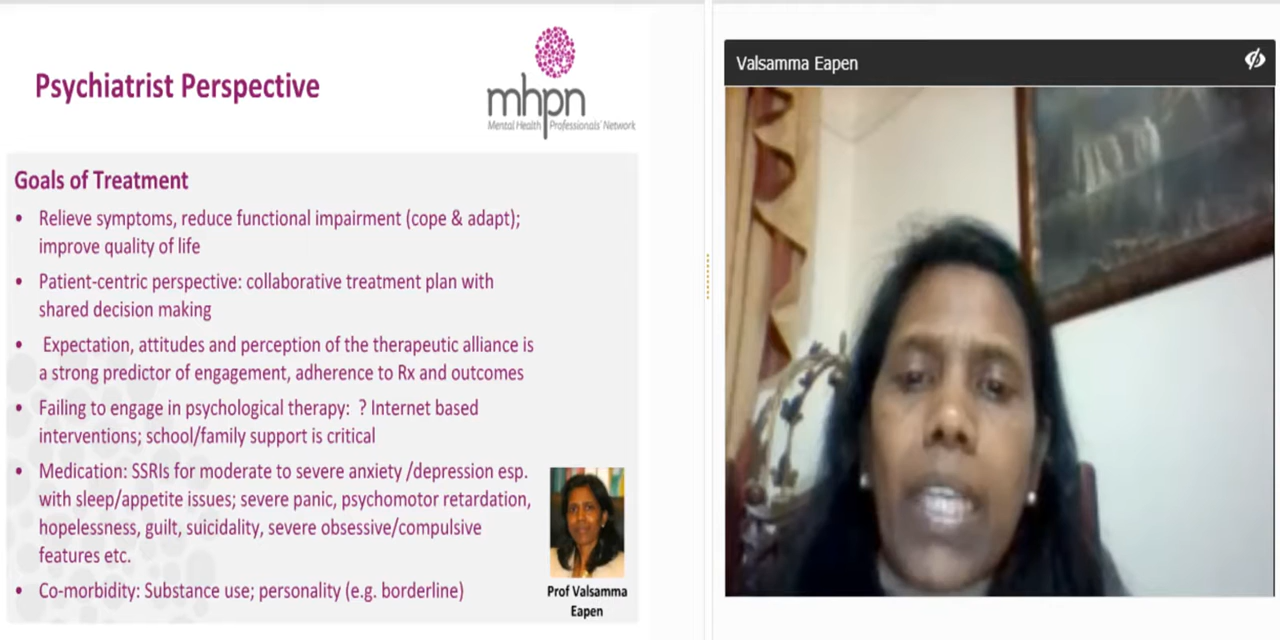 Psychiatrist Perspective
mhpn
Mental Health Professionals' Network
Goals of Treatment
• Relieve symptoms, reduce functional impairment (cope & adapt);
improve quality of life
• Patient-centric perspective: collaborative treatment plan with
shared decision making
• Expectation, attitudes and perception of the therapeutic alliance is
a strong predictor of engagement, adherence to Rx and outcomes
• Failing to engage in psychological therapy: ? Internet based
interventions; school/family support is critical
• Medication: SSRIs for moderate to severe anxiety /depression esp.
with sleep/appetite issues; severe panic, psychomotor retardation,
hopelessness, guilt, suicidality, severe obsessive/compulsive
features etc.
• Co-morbidity: Substance use; personality (e.g. borderline)
Prof Valsamma
Eapen
Valsamma Eapen